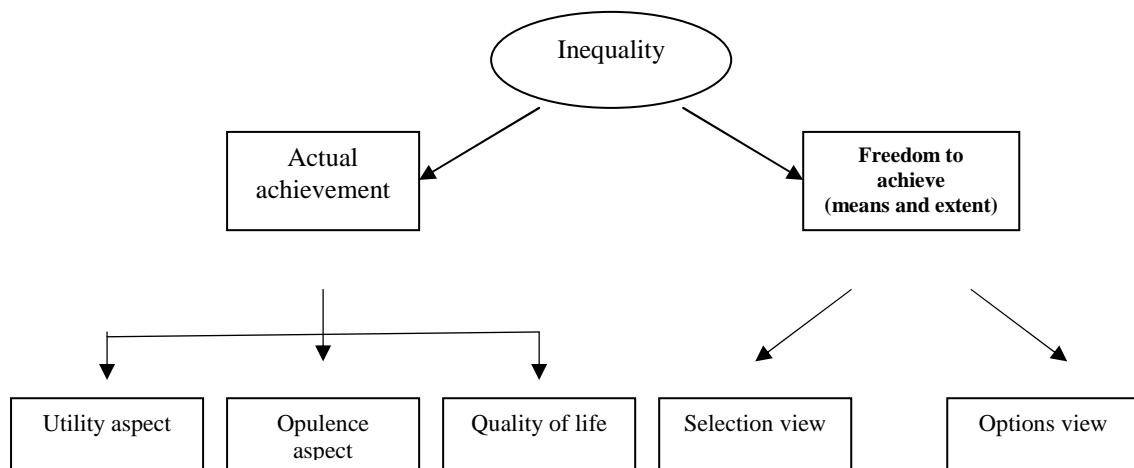 Inequality
Actual
achievement
Freedom to
achieve
(means and extent)
Utility aspect
Opulence
aspect
Quality of life
Selection view
Options view